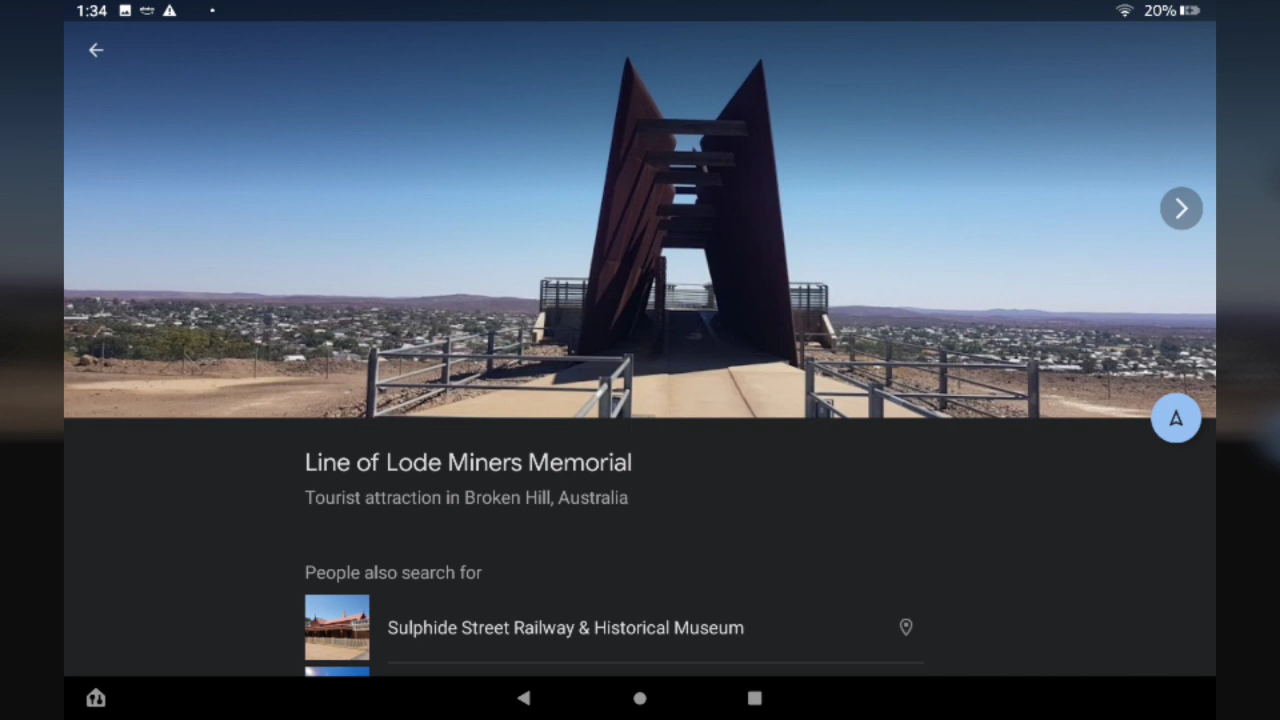 1:34
20%
Line of Lode Miners Memorial
Tourist attraction in Broken Hill, Australia
People also search for
Sulphide Street Railway & Historical Museum